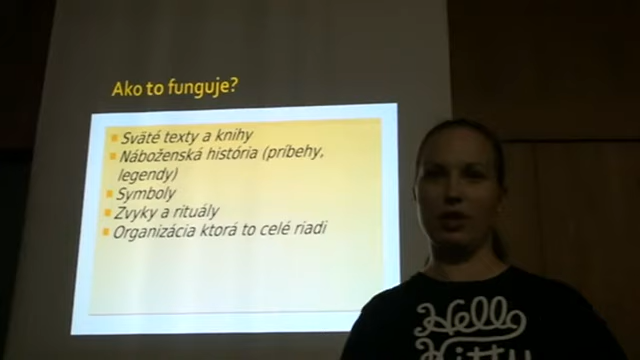 Ako to funguje?
Sväté texty a knihy
Náboženská história (príbehy,
legendy)
Symboly
Zvyky a rituály
Organizácia ktorá to celé riadi
Hello
Kitty